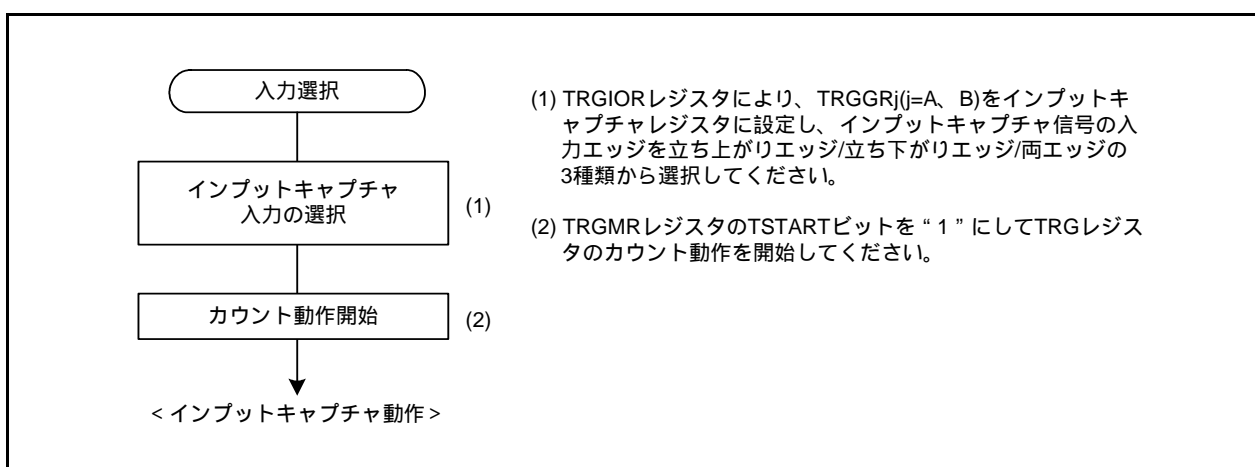 入力選択
インプットキャプチャ
入力の選択
(1)
カウント動作開始
(2)
< インプットキャプチャ動作 >
(1) TRGIORレジスタにより、TRGGRj(j=A、B)をインプットキ
ャプチャレジスタに設定し、インプットキャプチャ信号の入
力エッジを立ち上がりエッジ/立ち下がりエッジ/両エッジの
3種類から選択してください。
(2) TRGMRレジスタのTSTARTビットを“ 1 ” にしてTRGレジス
タのカウント動作を開始してください。